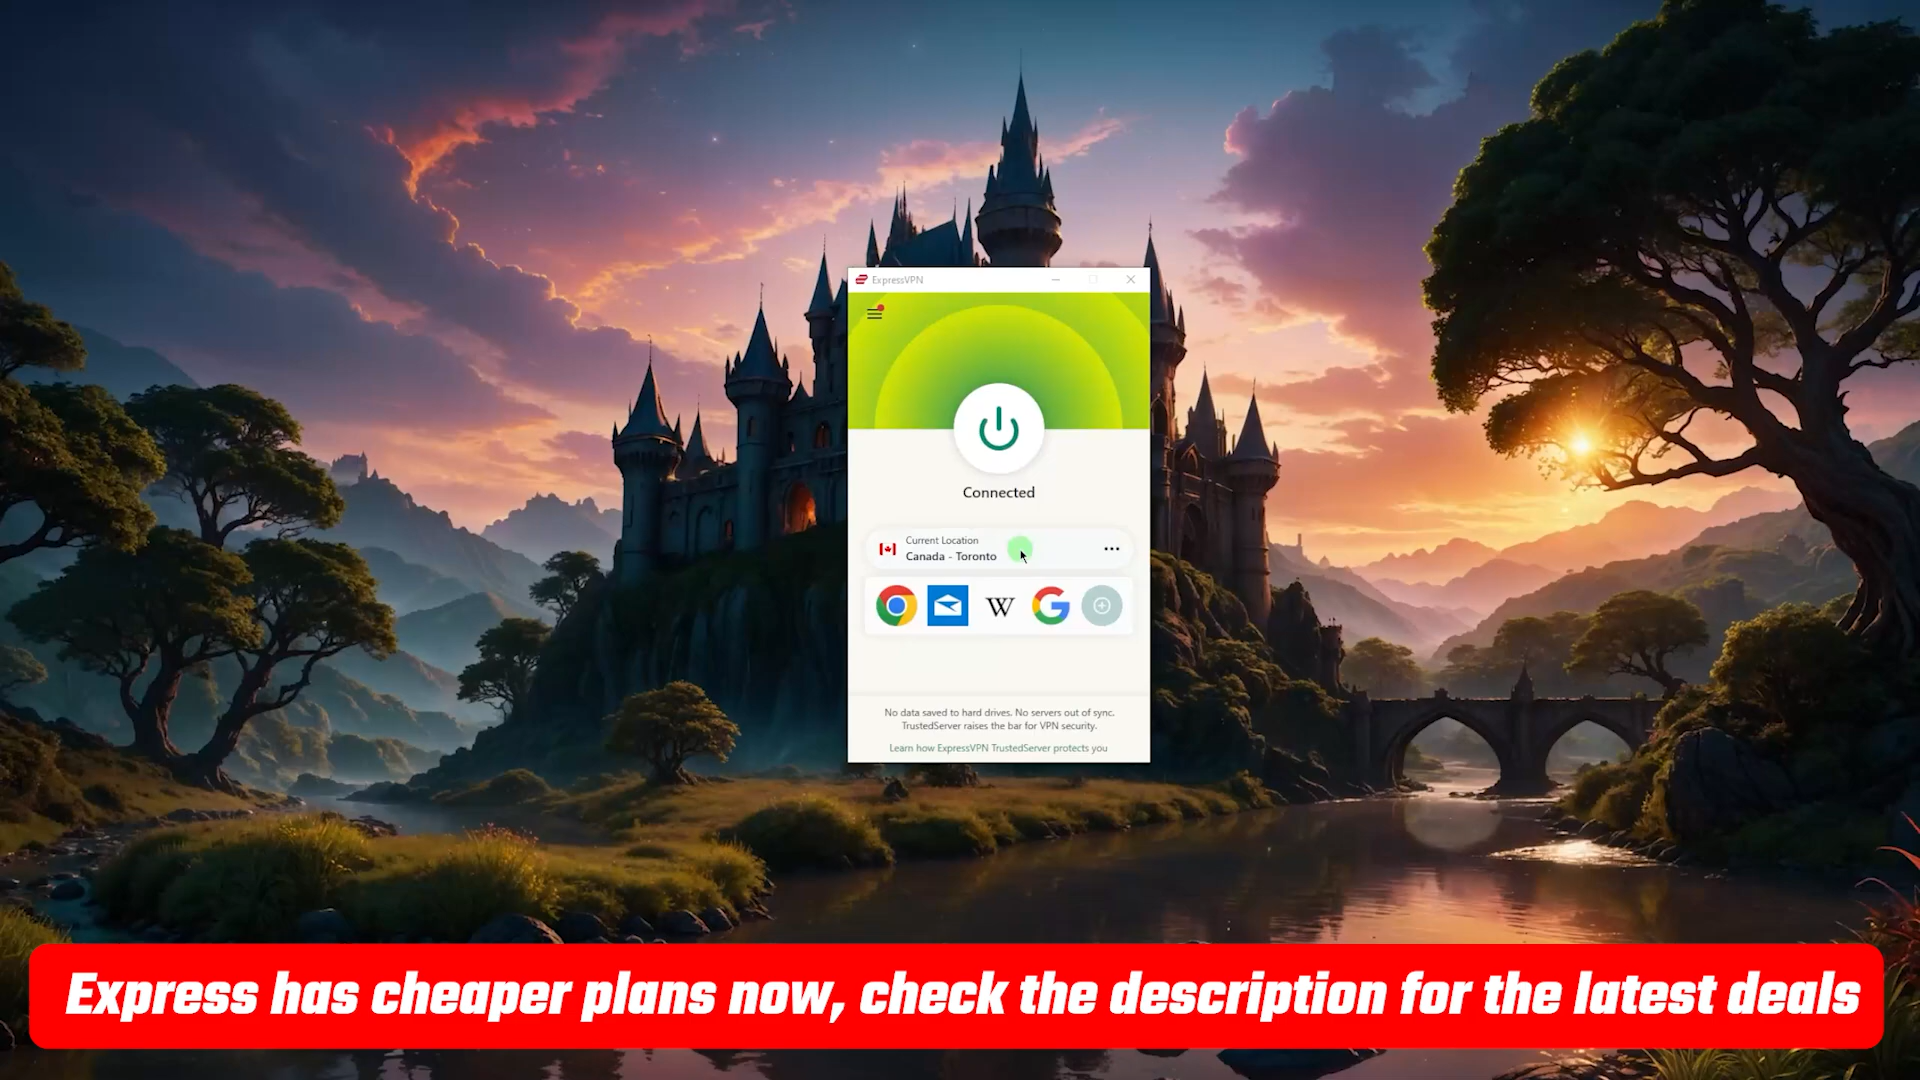 ExpressVPN
Connected
Current Location
Canada - Toronto
W
No data saved to hard drives. No servers out of sync.
TrustedServer raises the bar for VPN security.
Learn how ExpressVPN TrustedServer protects you
Express has cheaper plans now, check the description for the latest deals